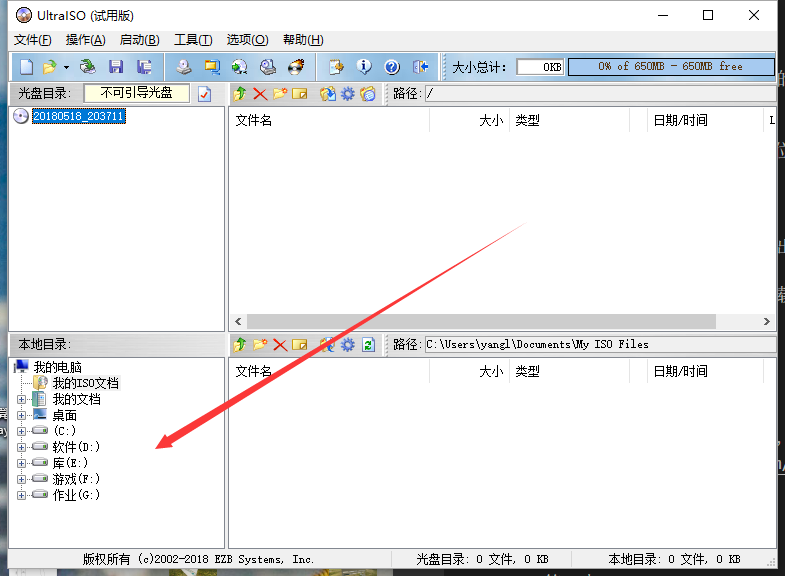 UltraISO (试用版)
文件(F) 操作(A) 启动(B) 工具(T) 选项(O) 帮助(H)
大小总计: 0KB 0% of 650MB - 650MB free
光盘目录: 不可引导光盘 路径: /
20180518_203711
文件名 大小 类型 日期/时间 L
本地目录: 路径: C:\Users\yangl\Documents\My ISO Files
我的电脑
我的ISO文档
我的文档
桌面
(C:)
软件(D:)
库(E:)
游戏(F:)
作业(G:)
文件名 大小 类型 日期/时间
版权所有 (c)2002-2018 EZB Systems, Inc. 光盘目录: 0 文件, 0 KB 本地目录: 0 文件, 0 KB